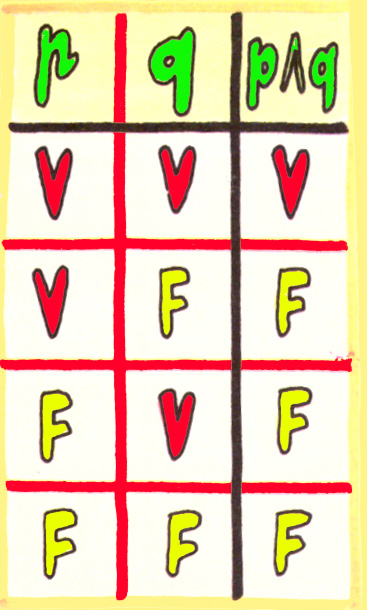 p q p∧q
V V V
V F F
F V F
F F F